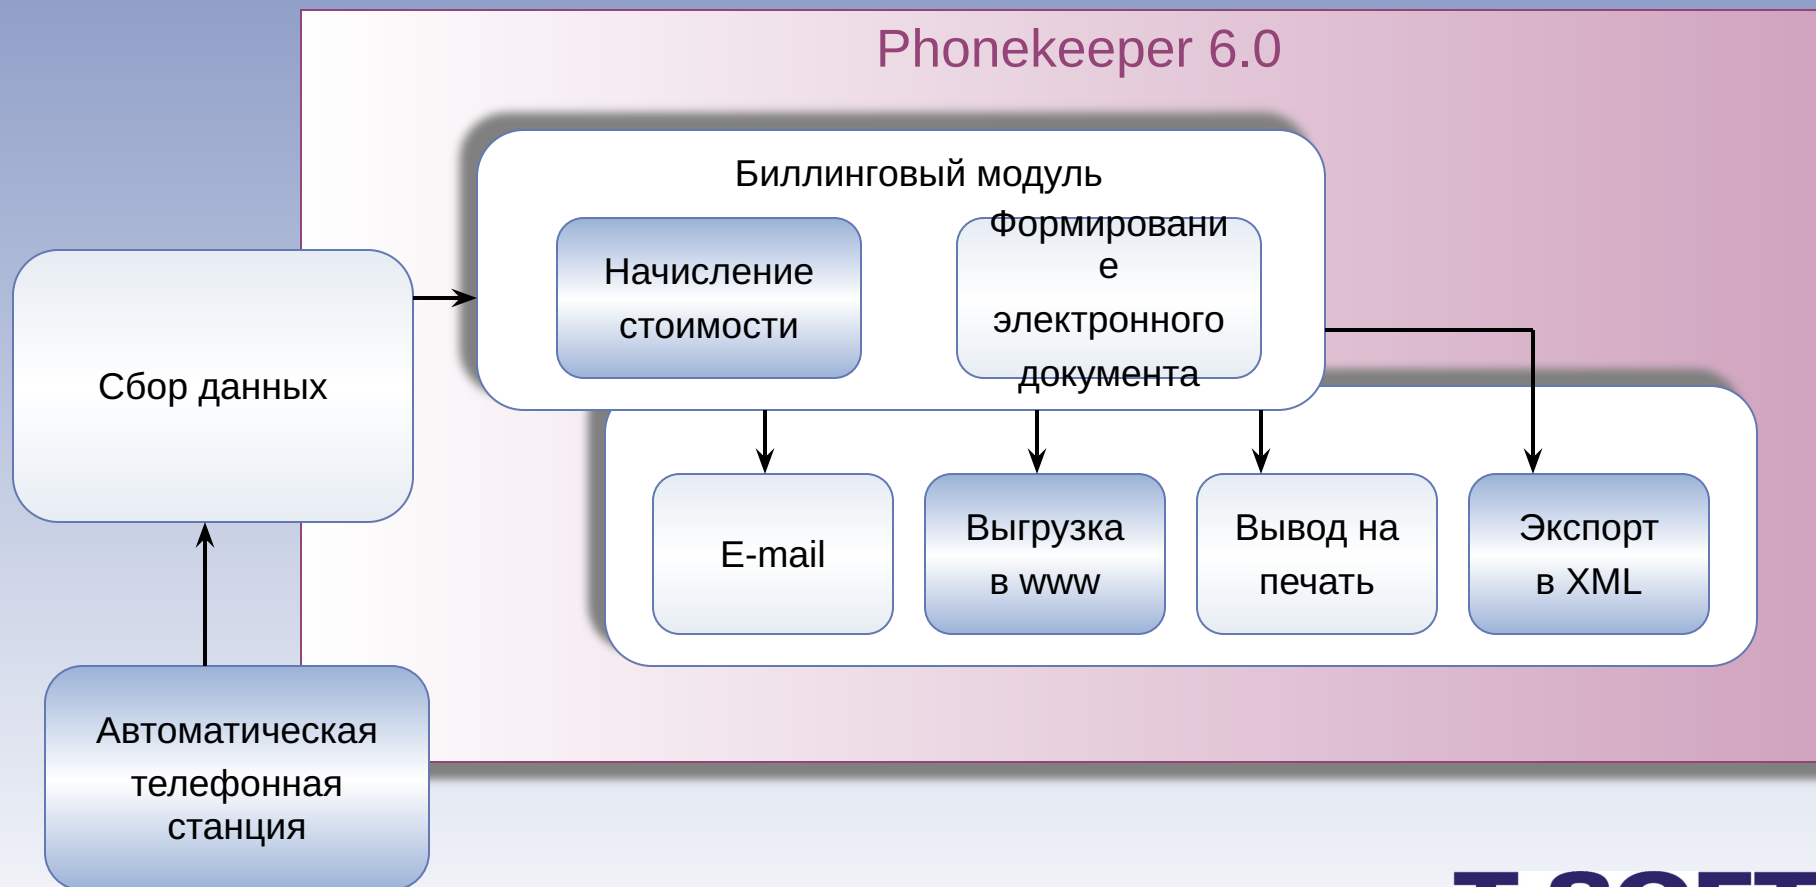 Phonekeeper 6.0
Биллинговый модуль
Начисление
стоимости
Формировани
е
электронного
документа
Сбор данных
E-mail
Выгрузка
в www
Вывод на
печать
Экспорт
в XML
Автоматическая
телефонная
станция
T-SOFT